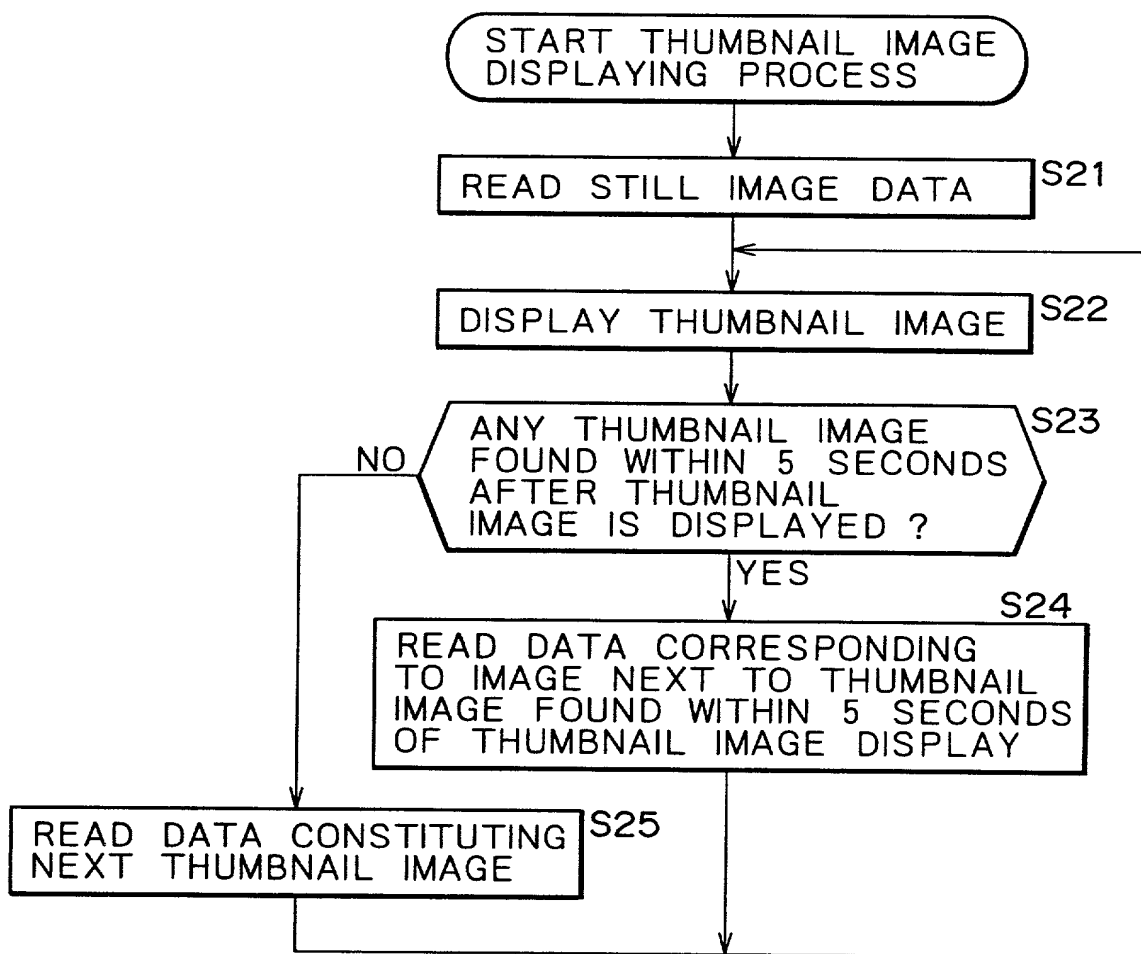 START THUMBNAIL IMAGE
DISPLAYING PROCESS
READ STILL IMAGE DATA
S21
DISPLAY THUMBNAIL IMAGE
S22
ANY THUMBNAIL IMAGE
FOUND WITHIN 5 SECONDS
AFTER THUMBNAIL
IMAGE IS DISPLAYED ?
S23
NO
YES
S24
READ DATA CORRESPONDING
TO IMAGE NEXT TO THUMBNAIL
IMAGE FOUND WITHIN 5 SECONDS
OF THUMBNAIL IMAGE DISPLAY
READ DATA CONSTITUTING
NEXT THUMBNAIL IMAGE
S25